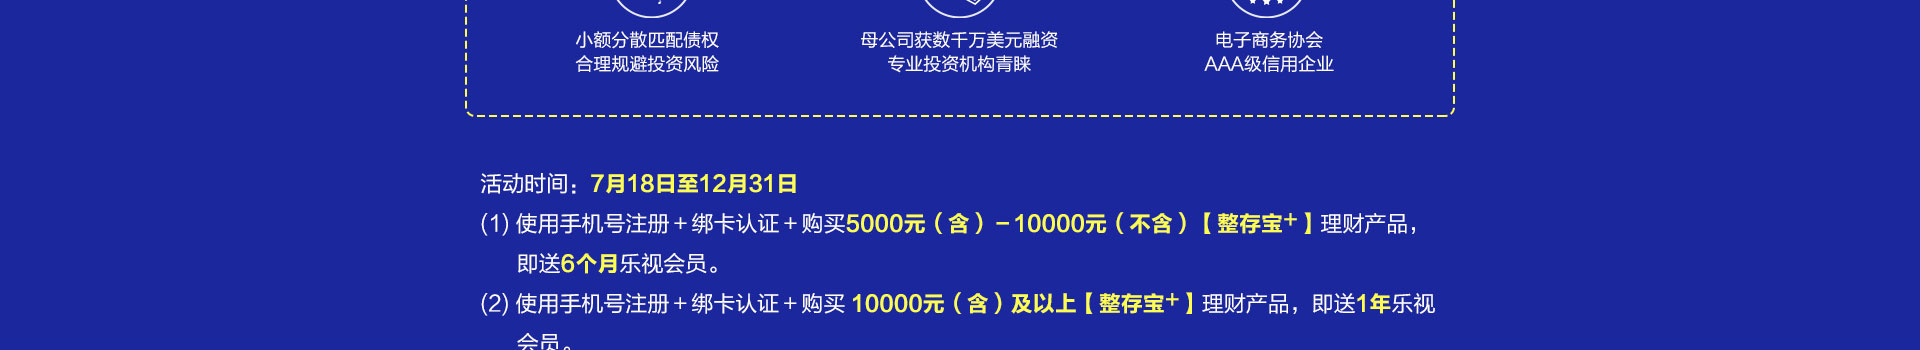 小额分散匹配债权
合理规避投资风险
母公司获数千万美元融资
专业投资机构青睐
电子商务协会
AAA级信用企业
活动时间：7月18日至12月31日
(1) 使用手机号注册+绑卡认证+购买5000元（含）-10000元（不含）【整存宝+】理财产品，
即送6个月乐视会员。
(2) 使用手机号注册+绑卡认证+购买 10000元（含）及以上【整存宝+】理财产品，即送1年乐视
会员。